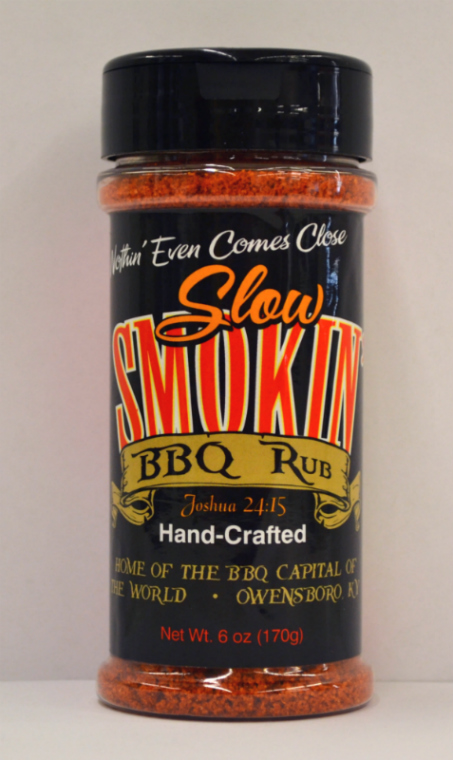 Nothin' Even Comes Close
Slow
SMOKIN'
BBQ RUB
Joshua 24:15
Hand-Crafted
HOME OF THE BBQ CAPITAL OF
THE WORLD • OWENSBORO, KY
Net Wt. 6 oz (170g)